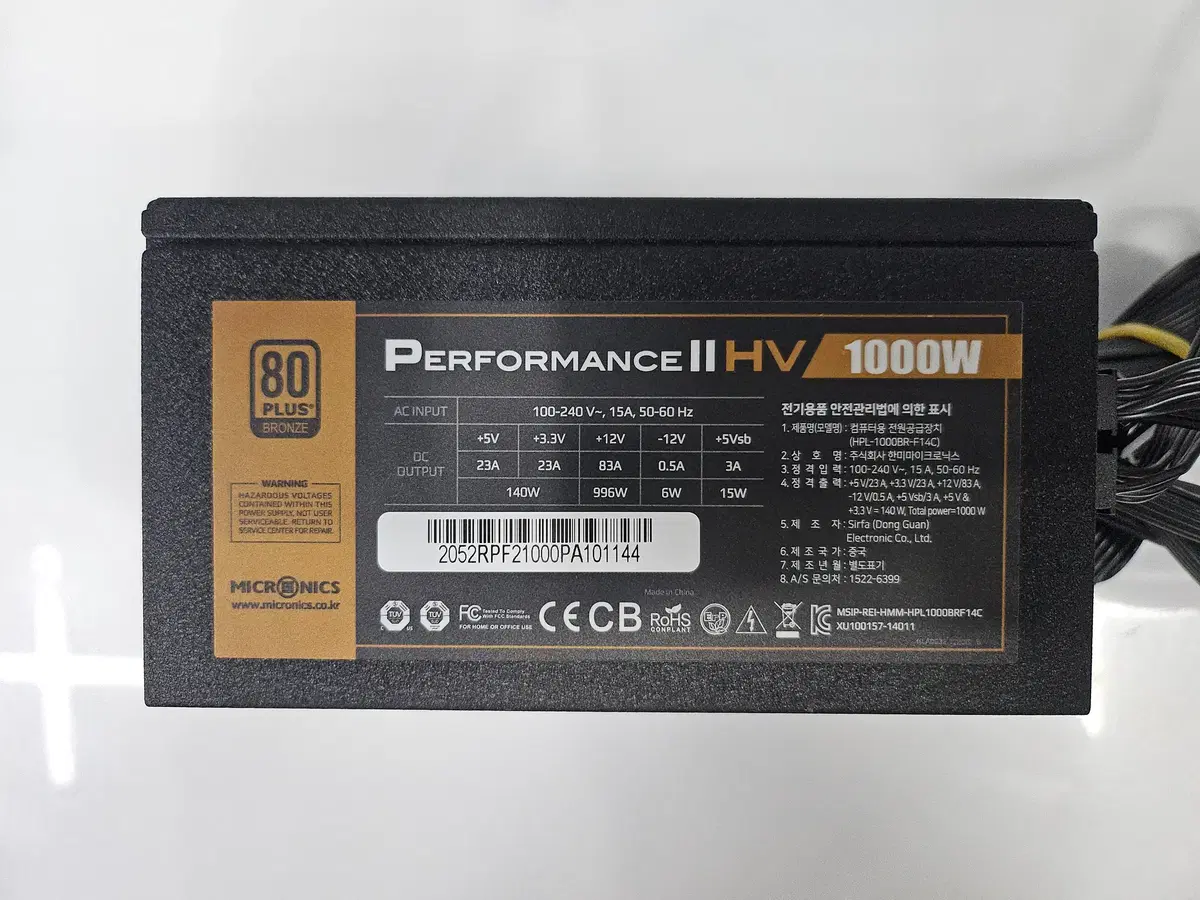 80
PLUS®
BRONZE
WARNING
HAZARDOUS VOLTAGES
CONTAINED WITHIN THIS
POWER SUPPLY, NOT USER
SERVICEABLE. RETURN TO
SERVICE CENTER FOR REPAIR.
MICRONICS
www.micronics.co.kr
PERFORMANCE II HV 1000W
AC INPUT 100-240 V~, 15A, 50-60 Hz
DC OUTPUT +5V +3.3V +12V -12V +5Vsb
23A 23A 83A 0.5A 3A
140W 996W 6W 15W
2052RPF21000PA101144
Made in China
전기용품 안전관리법에 의한 표시
1. 제품명(모델명) : 컴퓨터용 전원공급장치
(HPL-1000BR-F14C)
2. 상 호 명 : 주식회사 한미마이크로닉스
3. 정 격 입 력 : 100-240 V~, 15 A, 50-60 Hz
4. 정 격 출 력 : +5 V/23 A, +3.3 V/23 A, +12 V/83 A,
-12 V/0.5 A, +5 Vsb/3 A, +5 V &
+3.3 V = 140 W, Total power=1000 W
5. 제 조 자 : Sirfa (Dong Guan)
Electronic Co., Ltd.
6. 제 조 국 가 : 중국
7. 제 조 년 월 : 별도표기
8. A/S 문의처 : 1522-6399
TUV TUV FC Tested To Comply
With FCC Standards
FOR HOME OR OFFICE USE
CE CB RoHS
COMPLANT
ErP
MSIP-REI-HMM-HPL1000BRF14C
XU100157-14011